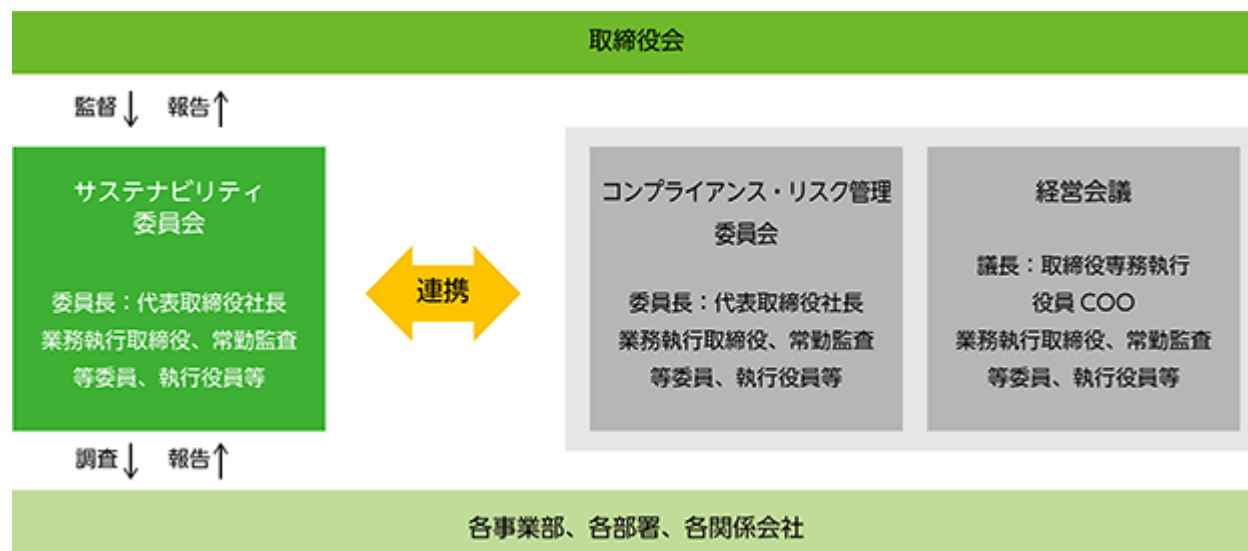 取締役会
監督↓ 報告↑
サステナビリティ
委員会
委員長：代表取締役社長
業務執行取締役、常勤監査
等委員、執行役員等
連携
コンプライアンス・リスク管理
委員会
委員長：代表取締役社長
業務執行取締役、常勤監査
等委員、執行役員等
経営会議
議長：取締役専務執行
役員 COO
業務執行取締役、常勤監査
等委員、執行役員等
調査↓ 報告↑
各事業部、各部署、各関係会社